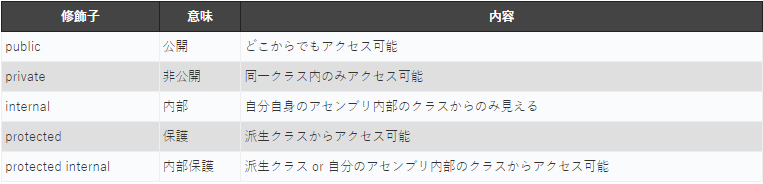 修飾子 意味 内容
public 公開 どこからでもアクセス可能
private 非公開 同一クラス内のみアクセス可能
internal 内部 自分自身のアセンブリ内部のクラスからのみ見える
protected 保護 派生クラスからアクセス可能
protected internal 内部保護 派生クラス or 自分のアセンブリ内部のクラスからアクセス可能